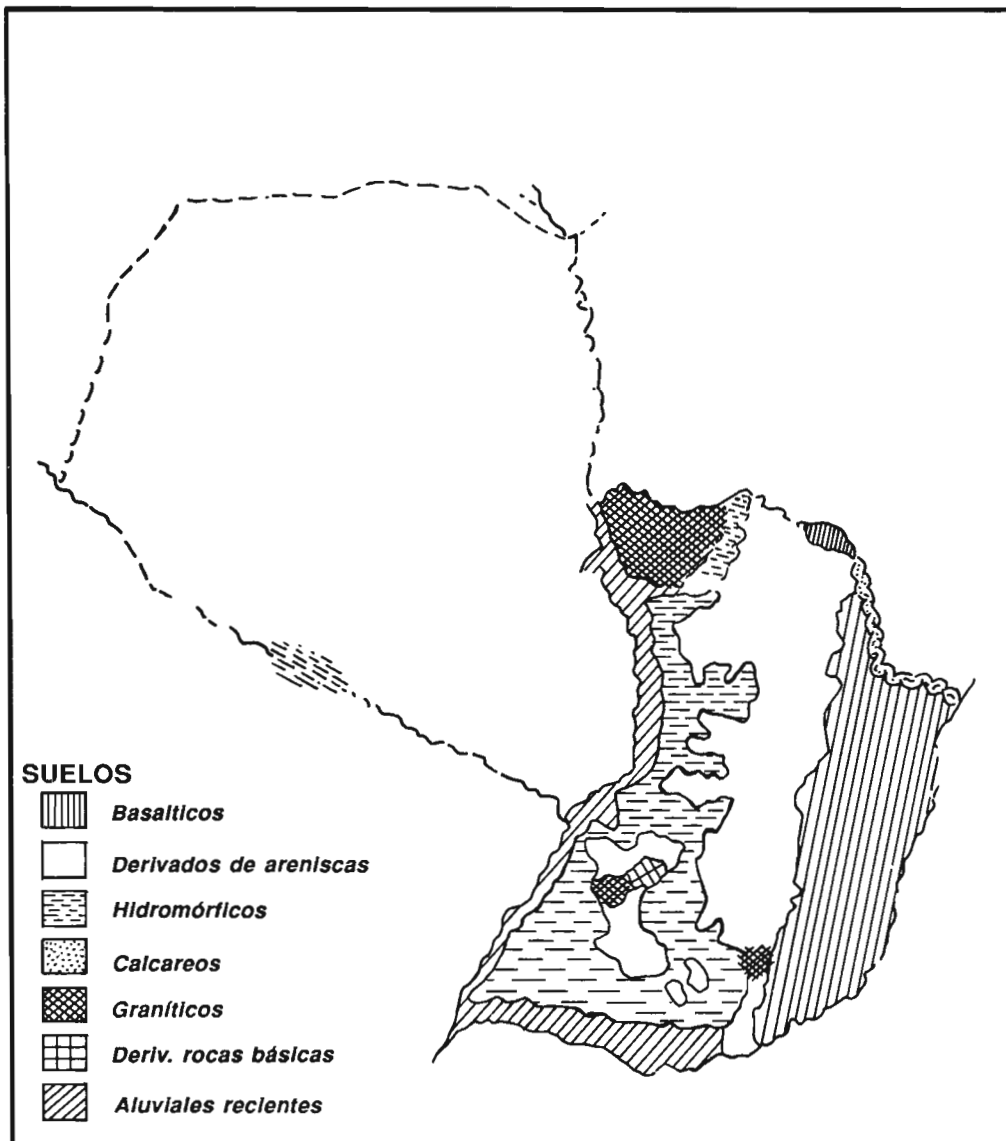 SUELOS
Basalticos
Derivados de areniscas
Hidromórficos
Calcareos
Graníticos
Deriv. rocas básicas
Aluviales recientes